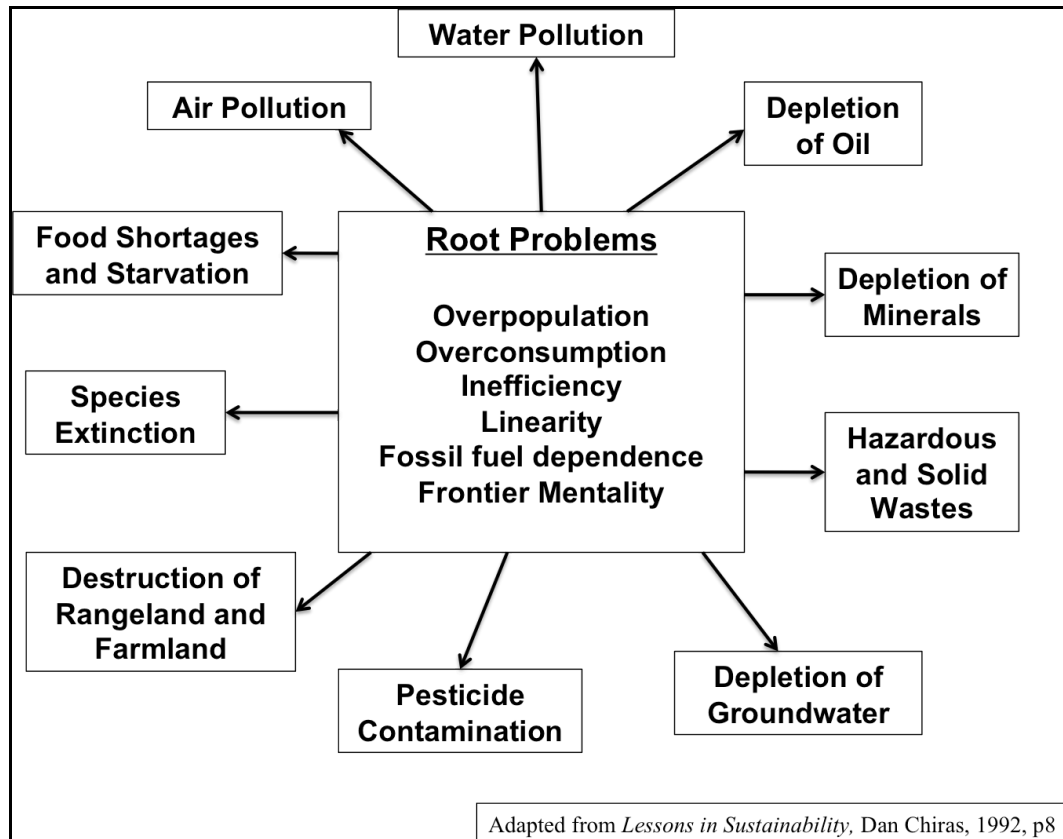 Water Pollution
Air Pollution
Depletion
of Oil
Food Shortages
and Starvation
Root Problems
Overpopulation
Overconsumption
Inefficiency
Linearity
Fossil fuel dependence
Frontier Mentality
Depletion of
Minerals
Species
Extinction
Hazardous
and Solid
Wastes
Destruction of
Rangeland and
Farmland
Pesticide
Contamination
Depletion of
Groundwater
Adapted from Lessons in Sustainability, Dan Chiras, 1992, p8